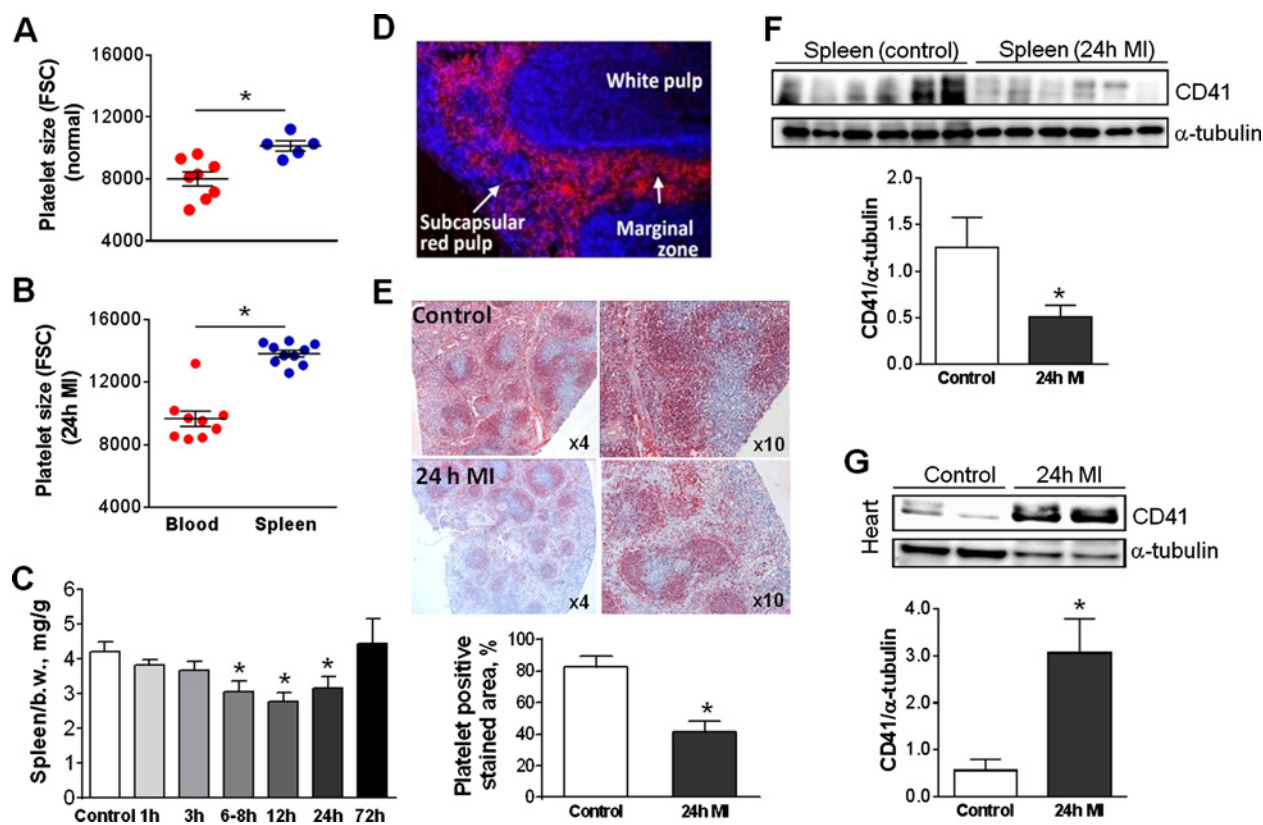 A
Platelet size (FSC)
(normal)
16000
12000
8000
4000
*
B
Platelet size (FSC)
(24h MI)
16000
12000
8000
4000
*
Blood Spleen
C
Spleen/b.w., mg/g
6
5
4
3
2
1
0
* * *
Control 1h 3h 6-8h 12h 24h 72h
D
White pulp
Subcapsular
red pulp
Marginal
zone
E
Control
x4
x10
24 h MI
x4
x10
Platelet positive
stained area, %
100
80
60
40
20
0
*
Control 24h MI
F
Spleen (control) Spleen (24h MI)
CD41
α-tubulin
CD41/α-tubulin
2.0
1.5
1.0
0.5
0.0
*
Control 24h MI
G
Control 24h MI
Heart
CD41
α-tubulin
CD41/α-tubulin
4.0
3.0
2.0
1.0
0.0
*
Control 24h MI